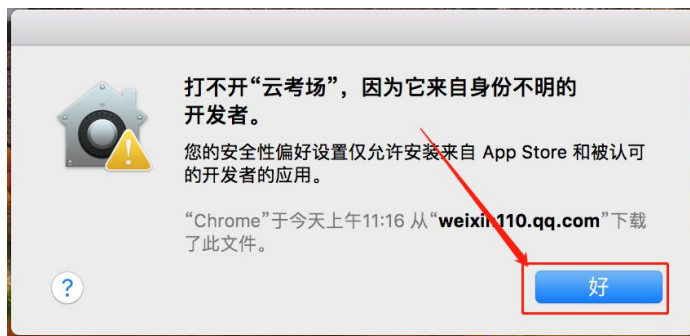 打不开“云考场”，因为它来自身份不明的
开发者。
您的安全性偏好设置仅允许安装来自 App Store 和被认可
的开发者的应用。
“Chrome”于今天上午11:16 从“weixin110.qq.com”下载
了此文件。
?
好